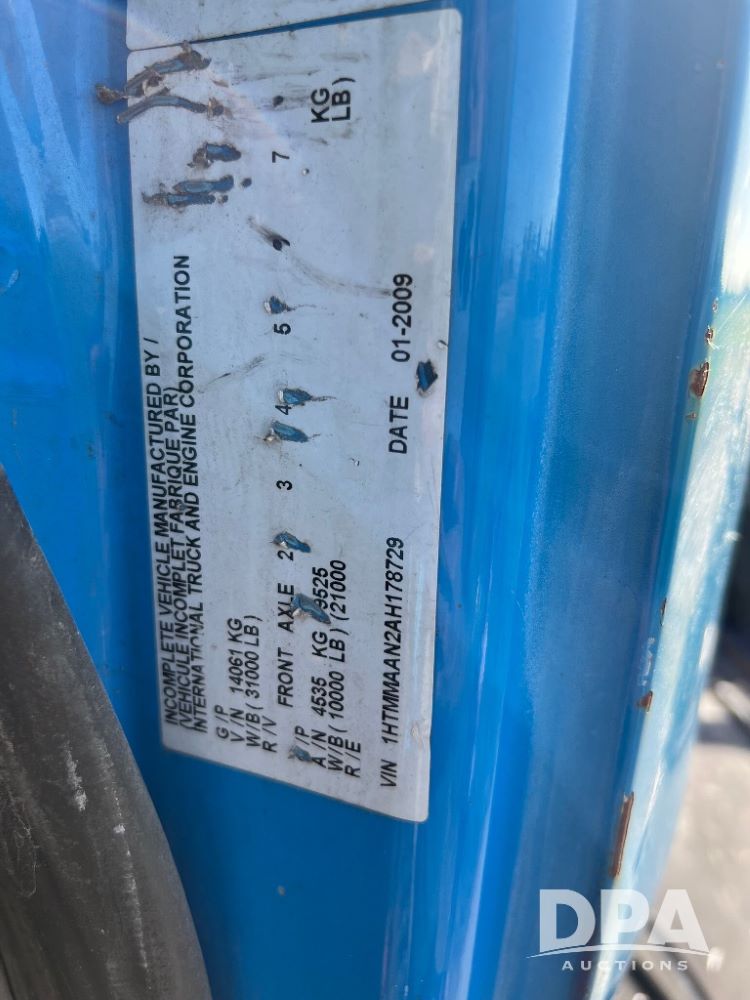 INCOMPLETE VEHICLE MANUFACTURED BY /
(VEHICULE INCOMPLET FABRIQUE PAR)
INTERNATIONAL TRUCK AND ENGINE CORPORATION
G / P
V / N 14061 KG
W/B ( 31000 LB )
R / V
FRONT AXLE 2 3 4 5 7
/P
A / N 4535 KG 9525 KG
W/B ( 10000 LB ) (21000 LB )
R / E
VIN 1HTMMAAN2AH178729 DATE 01-2009
DPA
AUCTIONS